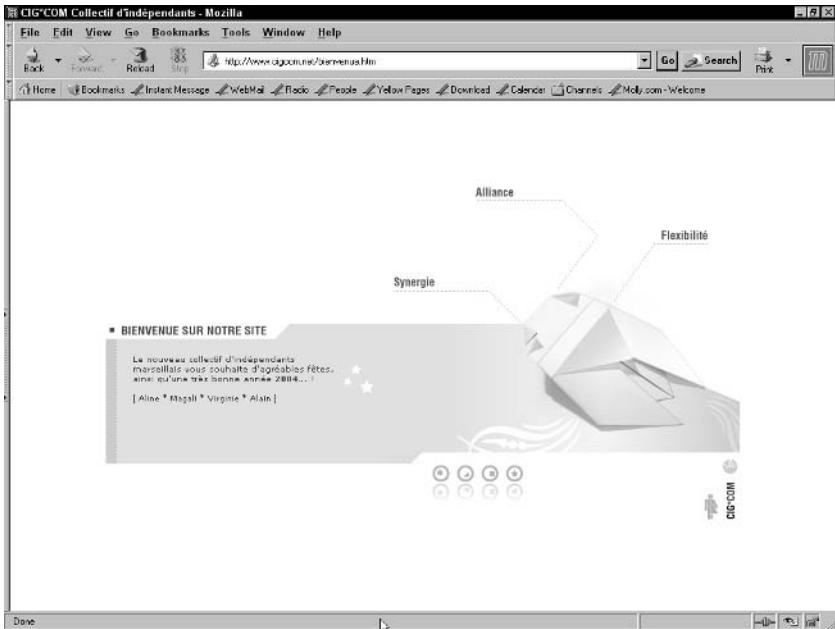 CIG*COM Collectif d'indépendants - Mozilla
File Edit View Go Bookmarks Tools Window Help
Back Forward Reload Stop http://www.cigcom.net/bienvenue.htm Go Search Print
Home Bookmarks Instant Message WebMail Radio People Yellow Pages Download Calendar Channels Molly.com - Welcome
Alliance
Flexibilité
Synergie
BIENVENUE SUR NOTRE SITE
Le nouveau collectif d'indépendants
marseillais vous souhaite d'agréables fêtes,
ainsi qu'une très bonne année 2004... !
[ Aline * Magali * Virginie * Alain ]
CIG*COM
Done